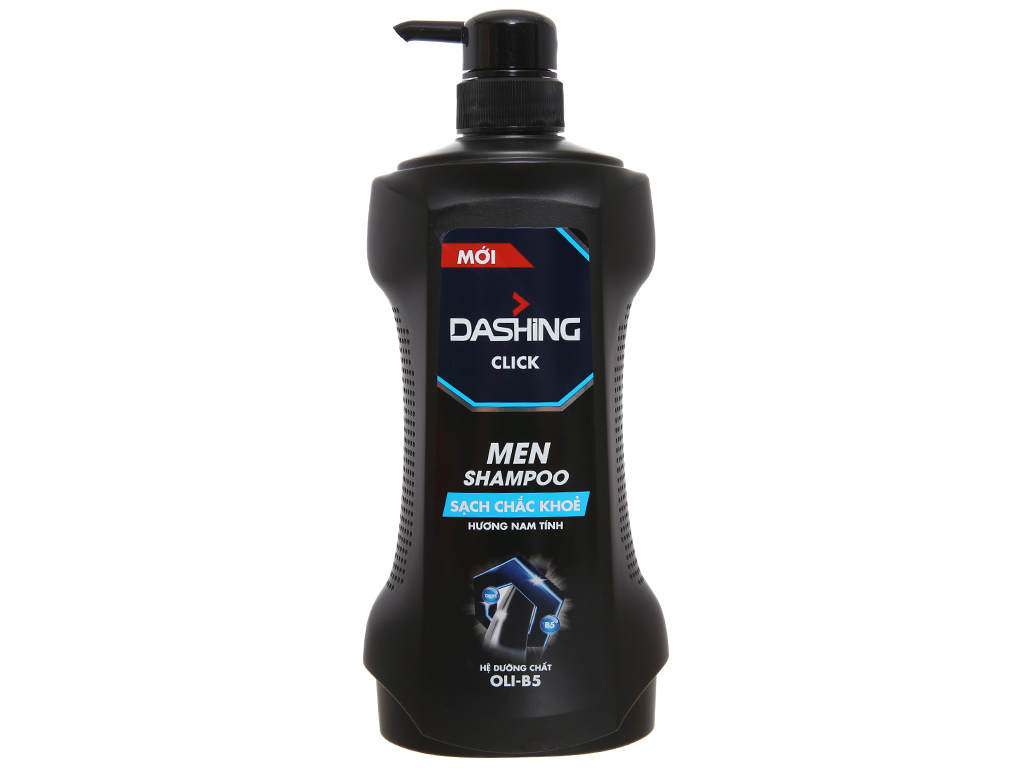 MỚI
DASHING
CLICK
MEN
SHAMPOO
SẠCH CHẮC KHOẺ
HƯƠNG NAM TÍNH
B5
HỆ DƯỠNG CHẤT
OLI-B5